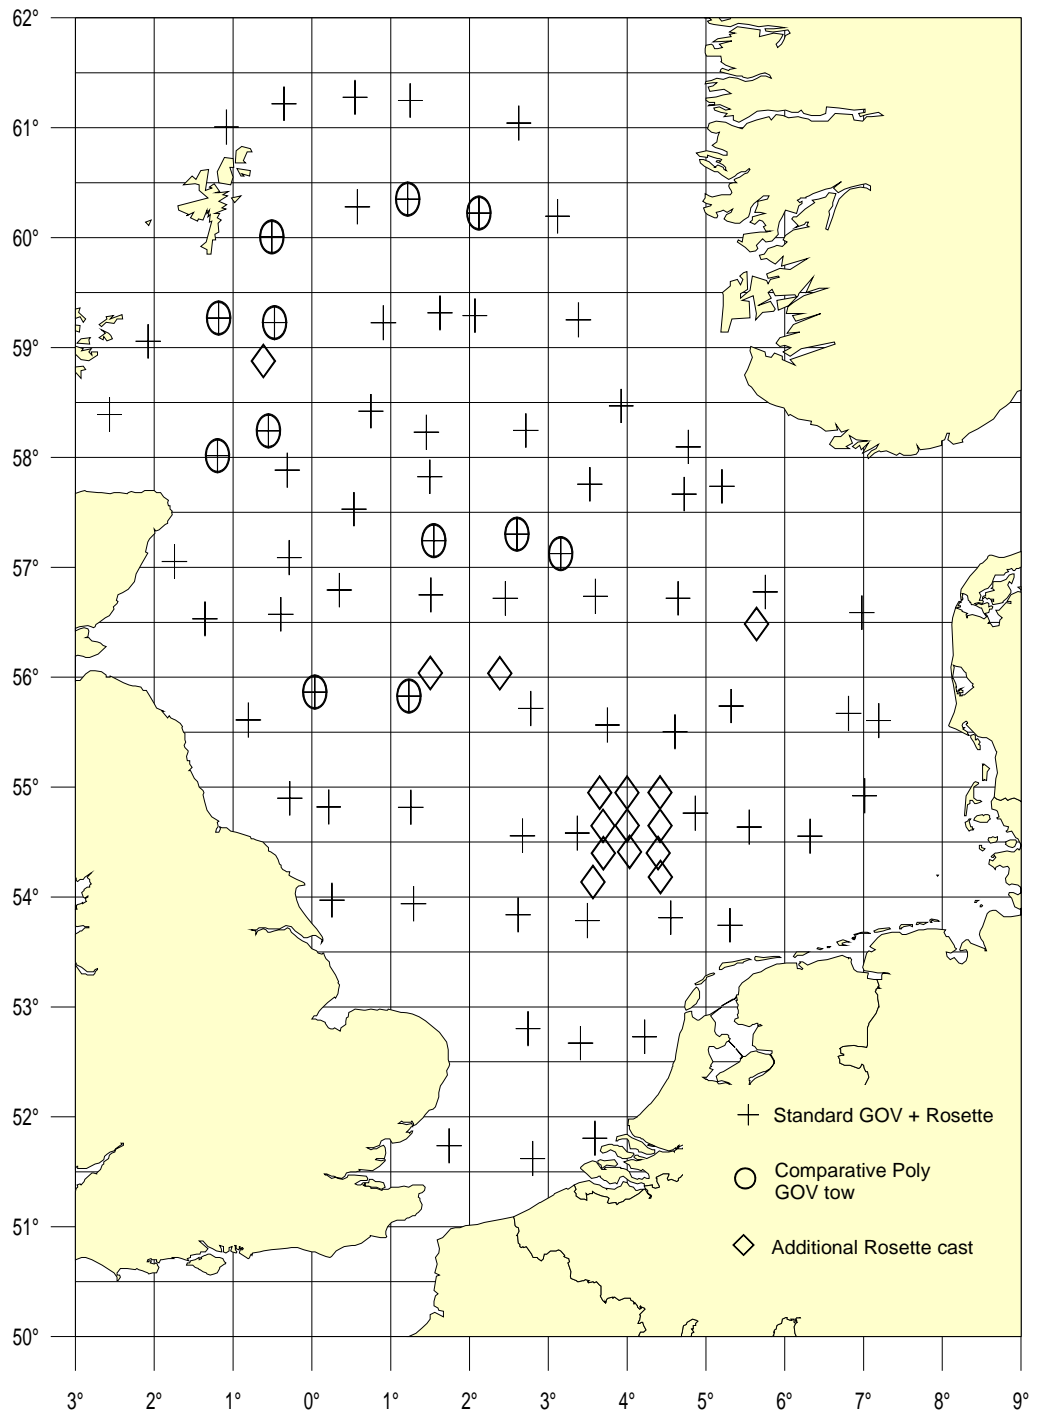 62°
61°
60°
59°
58°
57°
56°
55°
54°
53°
52°
51°
50°
Standard GOV + Rosette
Comparative Poly
GOV tow
Additional Rosette cast
3° 2° 1° 0° 1° 2° 3° 4° 5° 6° 7° 8° 9°